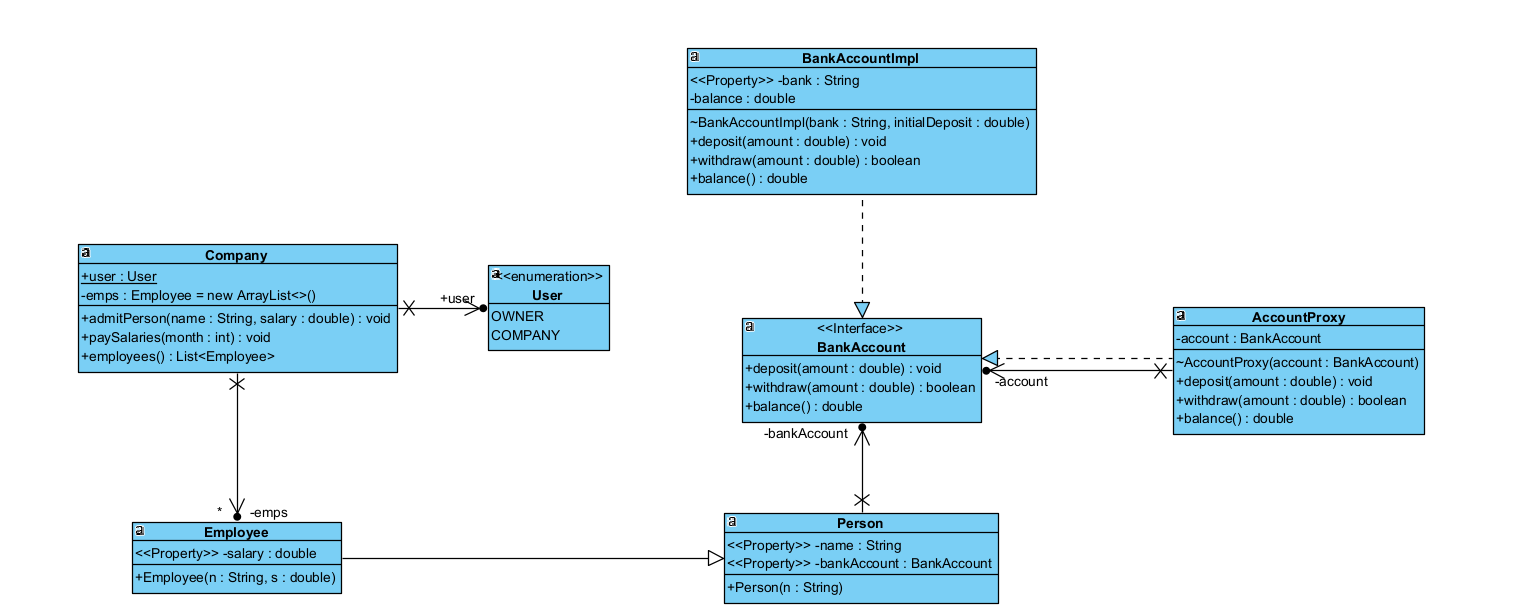 BankAccountImpl
<<Property>> -bank : String
-balance : double
~BankAccountImpl(bank : String, initialDeposit : double)
+deposit(amount : double) : void
+withdraw(amount : double) : boolean
+balance() : double
Company
+user : User
-emps : Employee = new ArrayList<>()
+admitPerson(name : String, salary : double) : void
+paySalaries(month : int) : void
+employees() : List<Employee>
+user
<<enumeration>>
User
OWNER
COMPANY
<<Interface>>
BankAccount
+deposit(amount : double) : void
+withdraw(amount : double) : boolean
+balance() : double
-account
AccountProxy
-account : BankAccount
~AccountProxy(account : BankAccount)
+deposit(amount : double) : void
+withdraw(amount : double) : boolean
+balance() : double
-bankAccount
* -emps
Employee
<<Property>> -salary : double
+Employee(n : String, s : double)
Person
<<Property>> -name : String
<<Property>> -bankAccount : BankAccount
+Person(n : String)